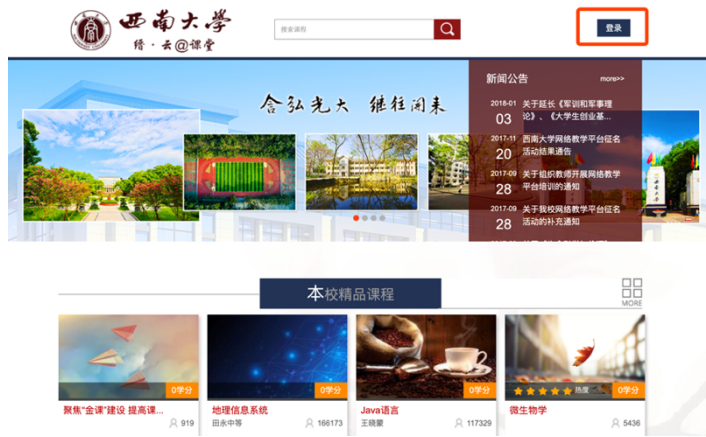 西南大学
缙·云@课堂
搜索课程
登录
含弘光大 继往开来
新闻公告
more>>
2018-01
03
关于延长《军训和军事理
论》、《大学生创业基...
2017-11
20
西南大学网络教学平台征名
活动结果通告
2017-09
28
关于组织教师开展网络教学
平台培训的通知
2017-09
28
关于我校网络教学平台征名
活动的补充通知
本校精品课程
MORE
0学分
0学分
0学分
热度
0学分
聚焦“金课”建设 提高课...
919
地理信息系统
田永中等
166173
Java语言
王晓蒙
117329
微生物学
5436